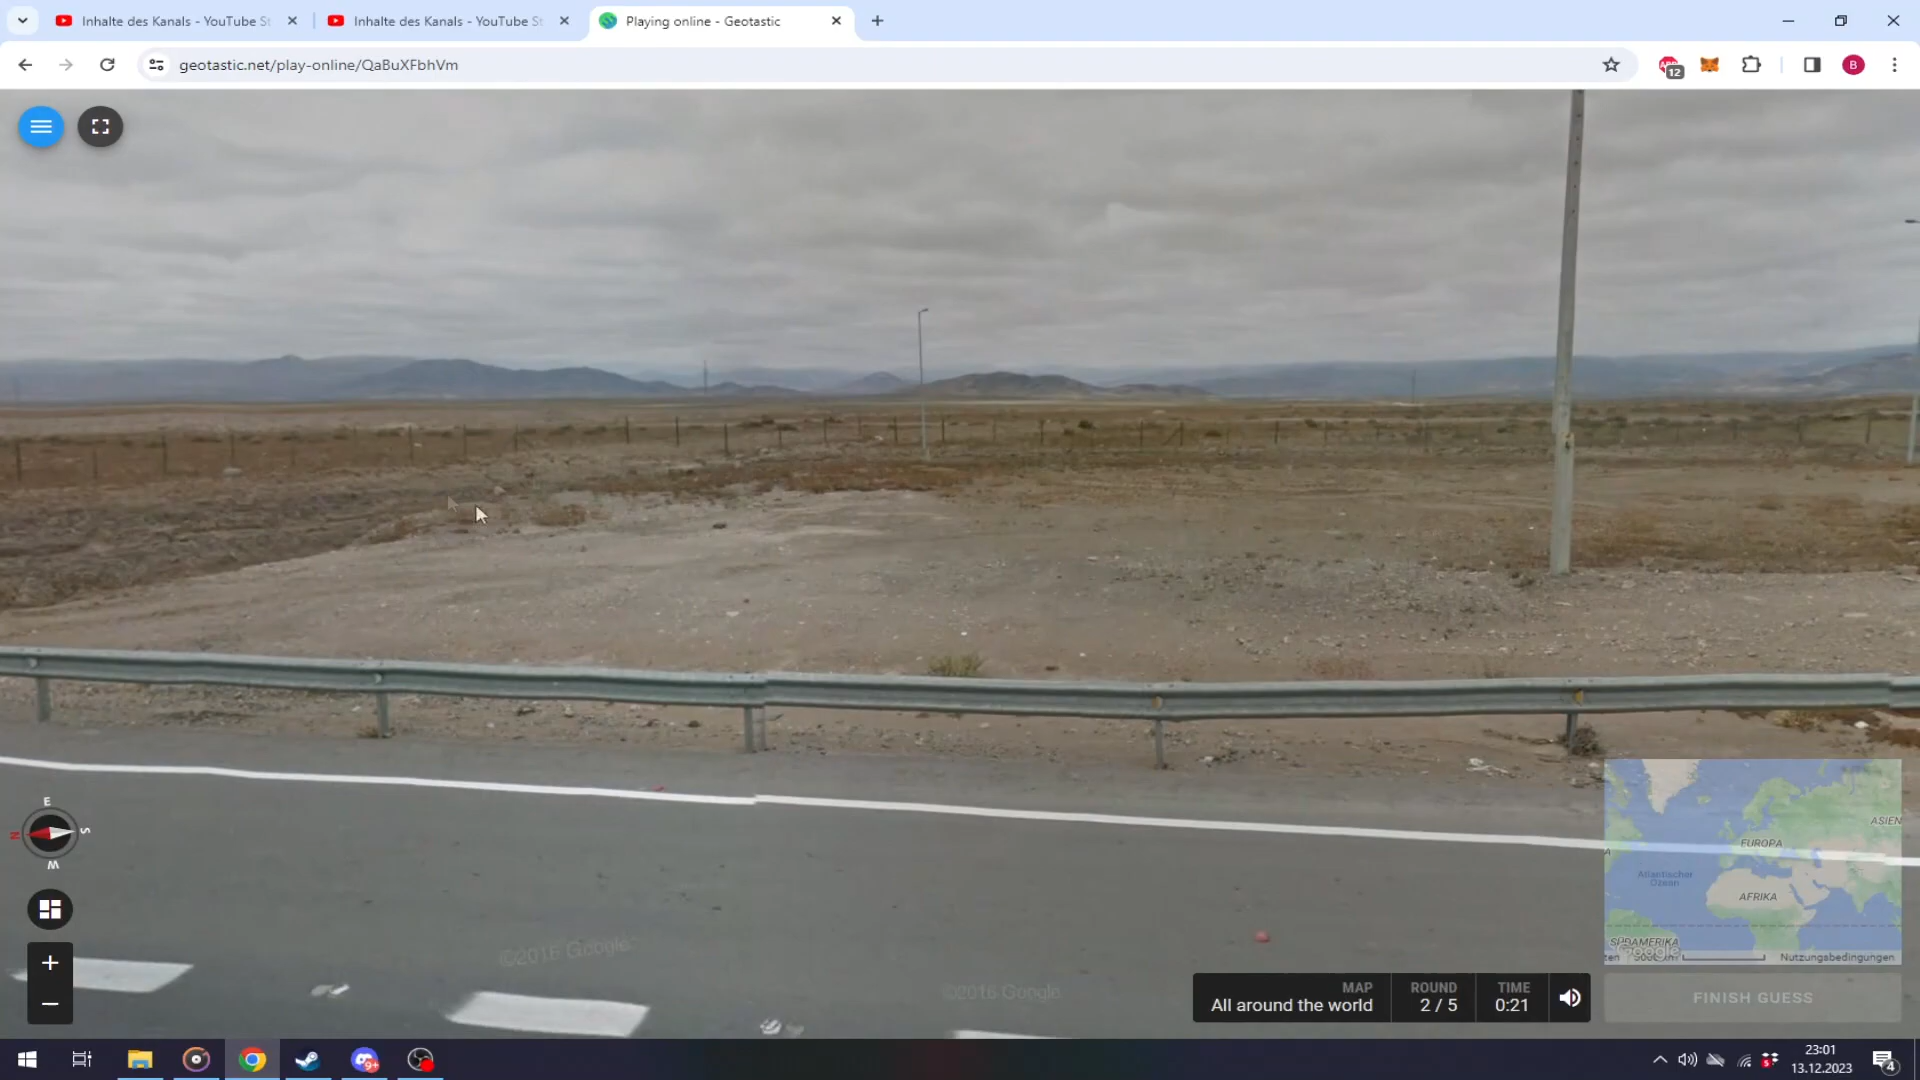 Inhalte des Kanals - YouTube St
Inhalte des Kanals - YouTube St
Playing online - Geotastic
geotastic.net/play-online/QaBuXFbhVm
12
B
E
N
S
W
©2016 Google
©2016 Google
ASIEN
EUROPA
Atlantischer
Ozean
AFRIKA
SÜDAMERIKA
Google
Nutzungsbedingungen
MAP
All around the world
ROUND
2 / 5
TIME
0:21
FINISH GUESS
9+
23:01
13.12.2023
4